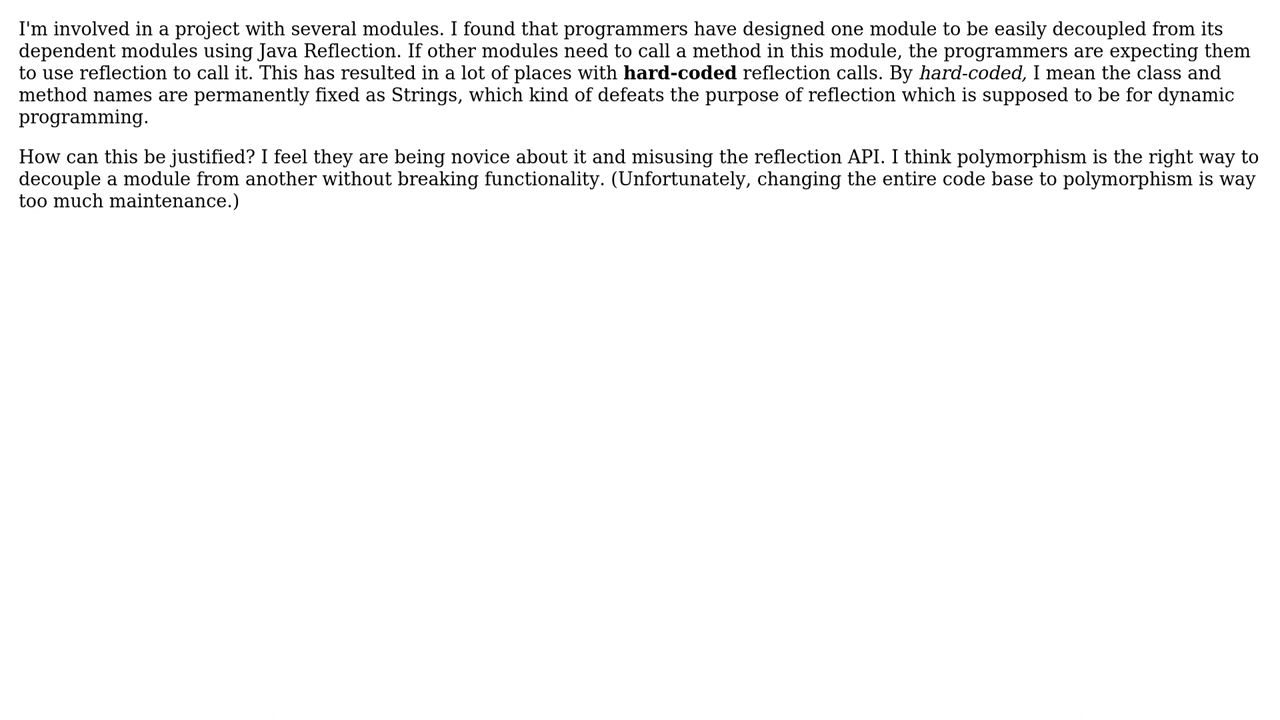 I'm involved in a project with several modules. I found that programmers have designed one module to be easily decoupled from its
dependent modules using Java Reflection. If other modules need to call a method in this module, the programmers are expecting them
to use reflection to call it. This has resulted in a lot of places with hard-coded reflection calls. By hard-coded, I mean the class and
method names are permanently fixed as Strings, which kind of defeats the purpose of reflection which is supposed to be for dynamic
programming.
How can this be justified? I feel they are being novice about it and misusing the reflection API. I think polymorphism is the right way to
decouple a module from another without breaking functionality. (Unfortunately, changing the entire code base to polymorphism is way
too much maintenance.)